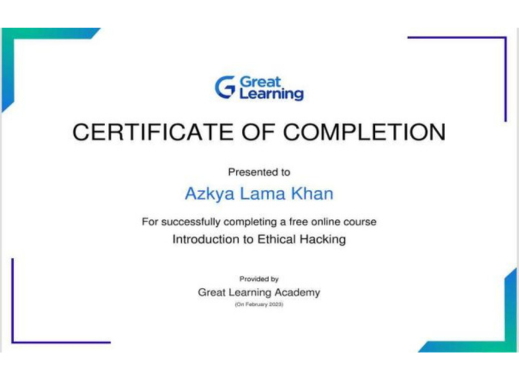 Great
Learning
CERTIFICATE OF COMPLETION
Presented to
Azkya Lama Khan
For successfully completing a free online course
Introduction to Ethical Hacking
Provided by
Great Learning Academy
(On February 2023)